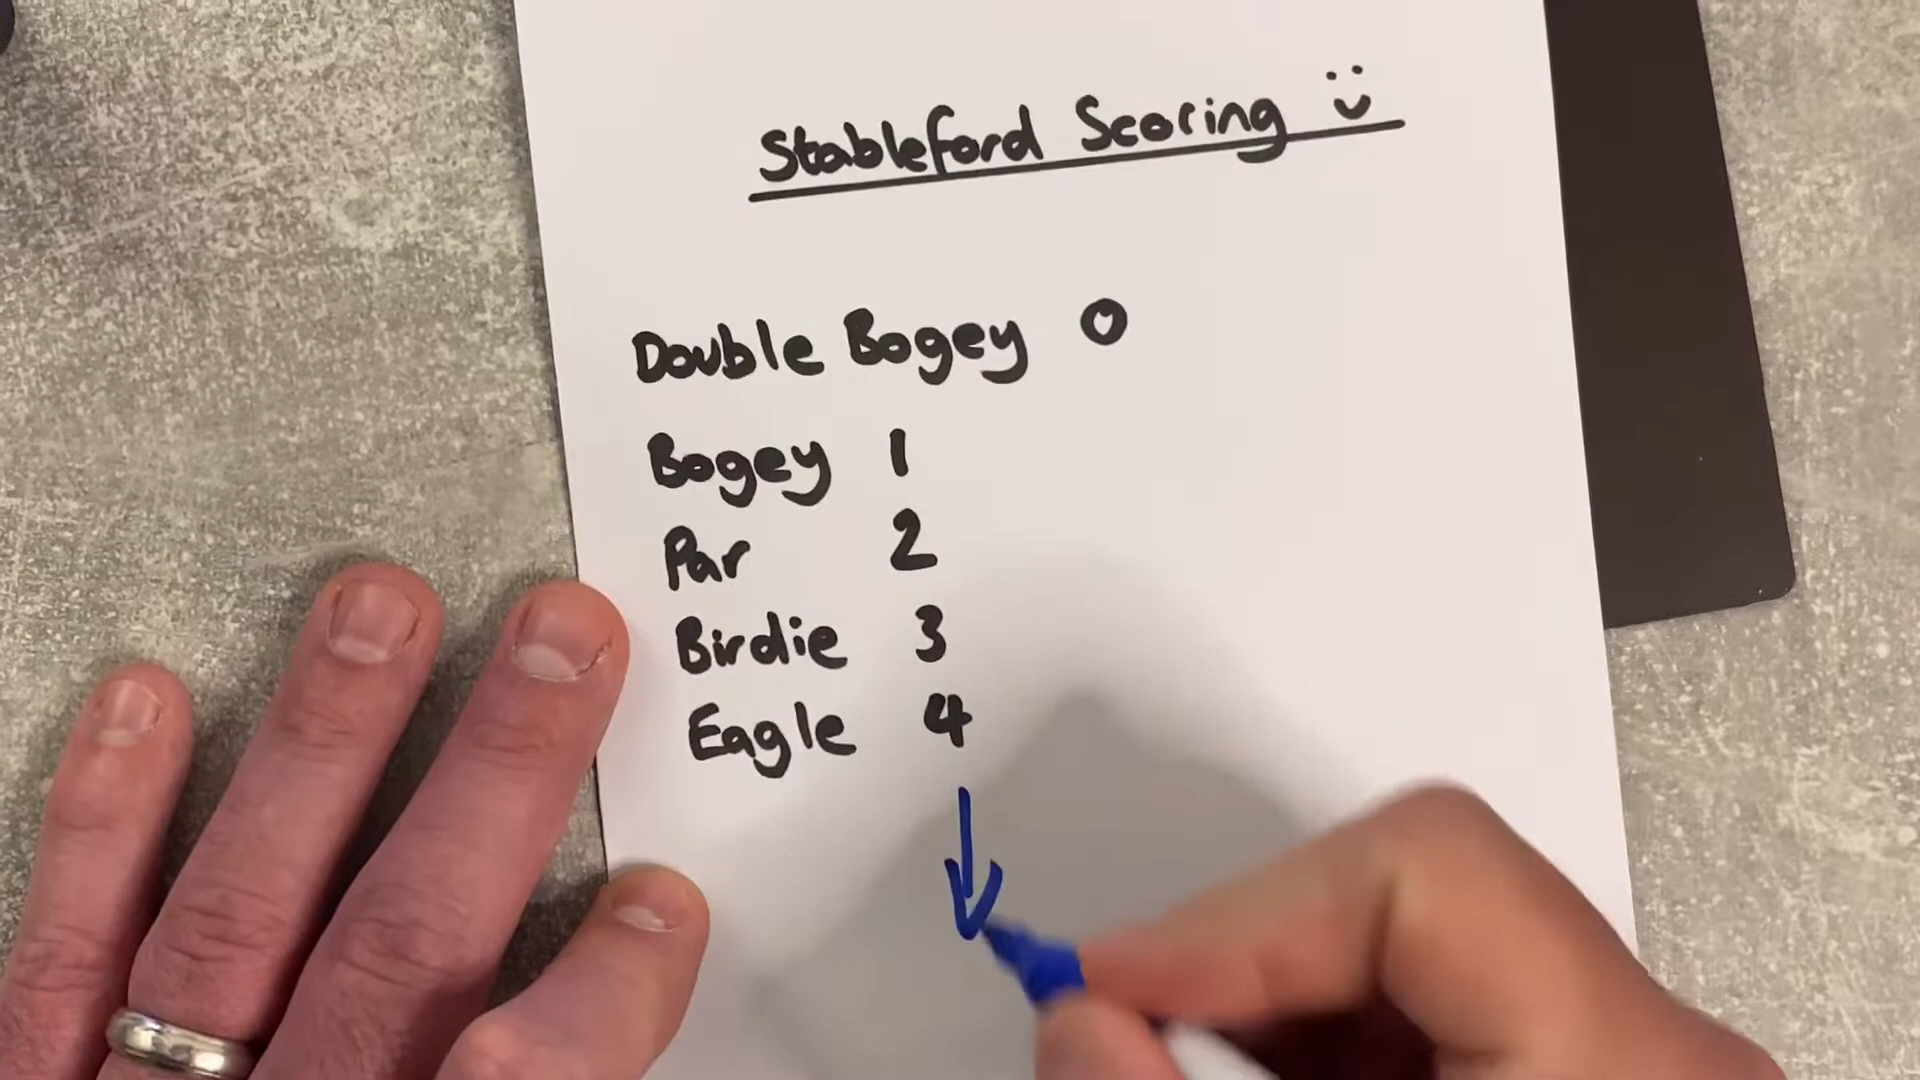 Stableford Scoring
Double Bogey 0
Bogey 1
Par 2
Birdie 3
Eagle 4